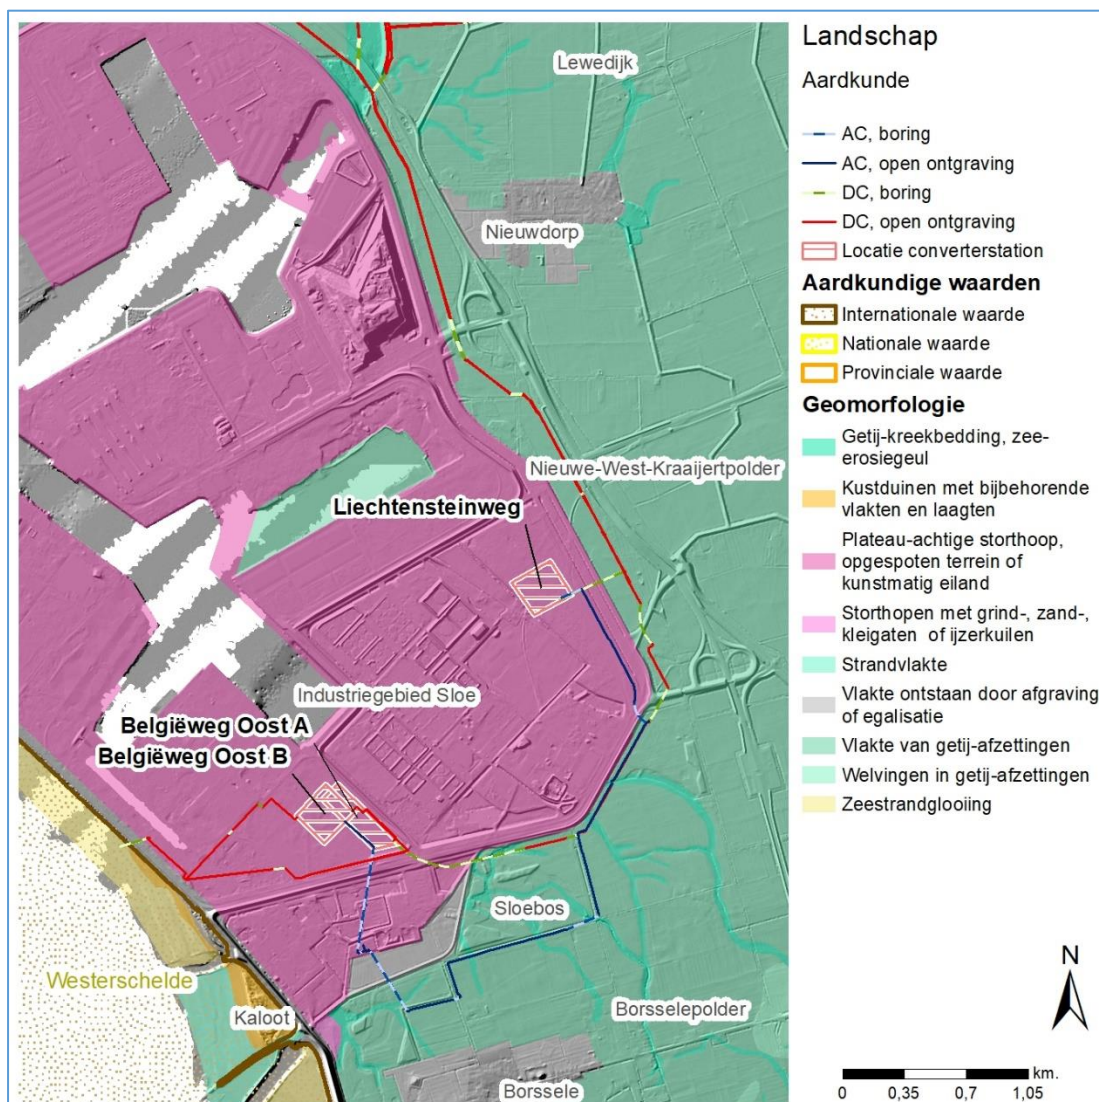 Landschap
Aardkunde
AC, boring
AC, open ontgraving
DC, boring
DC, open ontgraving
Locatie converterstation
Aardkundige waarden
Internationale waarde
Nationale waarde
Provinciale waarde
Geomorfologie
Getij-kreekbedding, zee-
erosiegeul
Kustduinen met bijbehorende
vlakten en laagten
Plateau-achtige storthoop,
opgespoten terrein of
kunstmatig eiland
Storthopen met grind-, zand-,
kleigaten of ijzerkuilen
Strandvlakte
Vlakte ontstaan door afgraving
of egalisatie
Vlakte van getij-afzettingen
Welvingen in getij-afzettingen
Zeestrandglooiing
Lewedijk
Nieuwdorp
Nieuwe-West-Kraaijertpolder
Liechtensteinweg
Industriegebied Sloe
Belgiëweg Oost A
Belgiëweg Oost B
Sloebos
Westerschelde
Kaloot
Borsselepolder
Borssele
N
km.
0 0,35 0,7 1,05